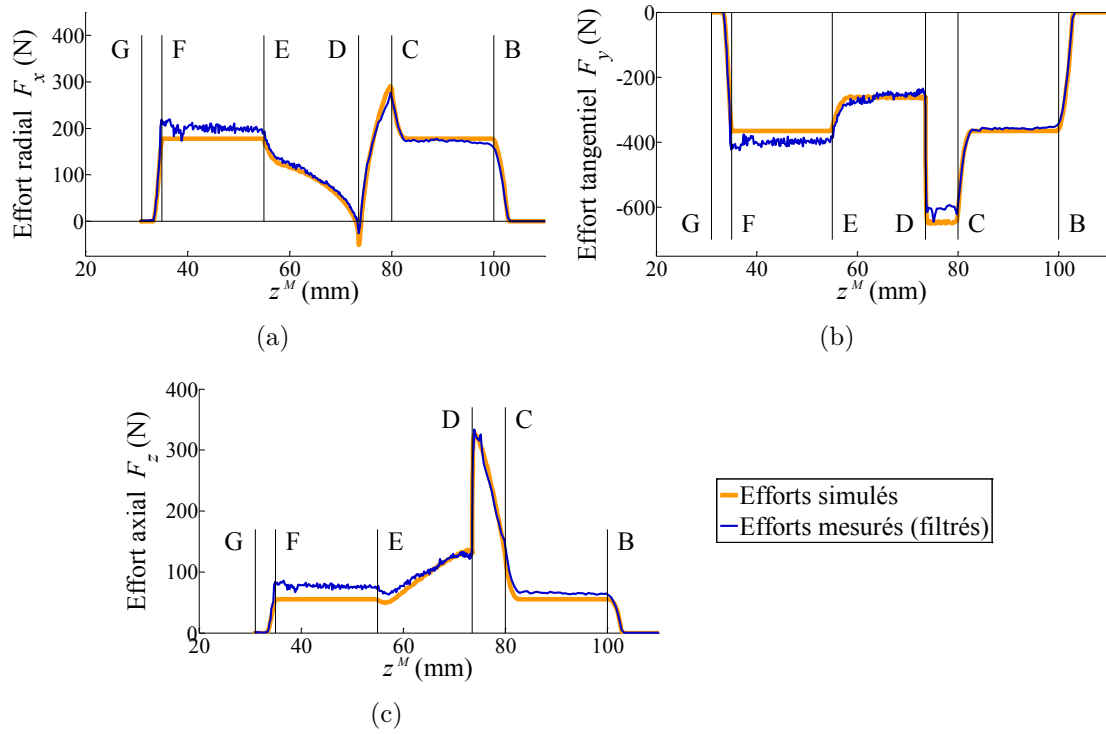 Effort radial F_x (N)
400
300
200
100
0
G F E D C B
20 40 60 80 100
z^M (mm)
(a)
Effort tangentiel F_y (N)
0
-200
-400
-600
G F E D C B
20 40 60 80 100
z^M (mm)
(b)
Effort axial F_z (N)
400
300
200
100
0
D C
G F E B
20 40 60 80 100
z^M (mm)
(c)
Efforts simulés
Efforts mesurés (filtrés)